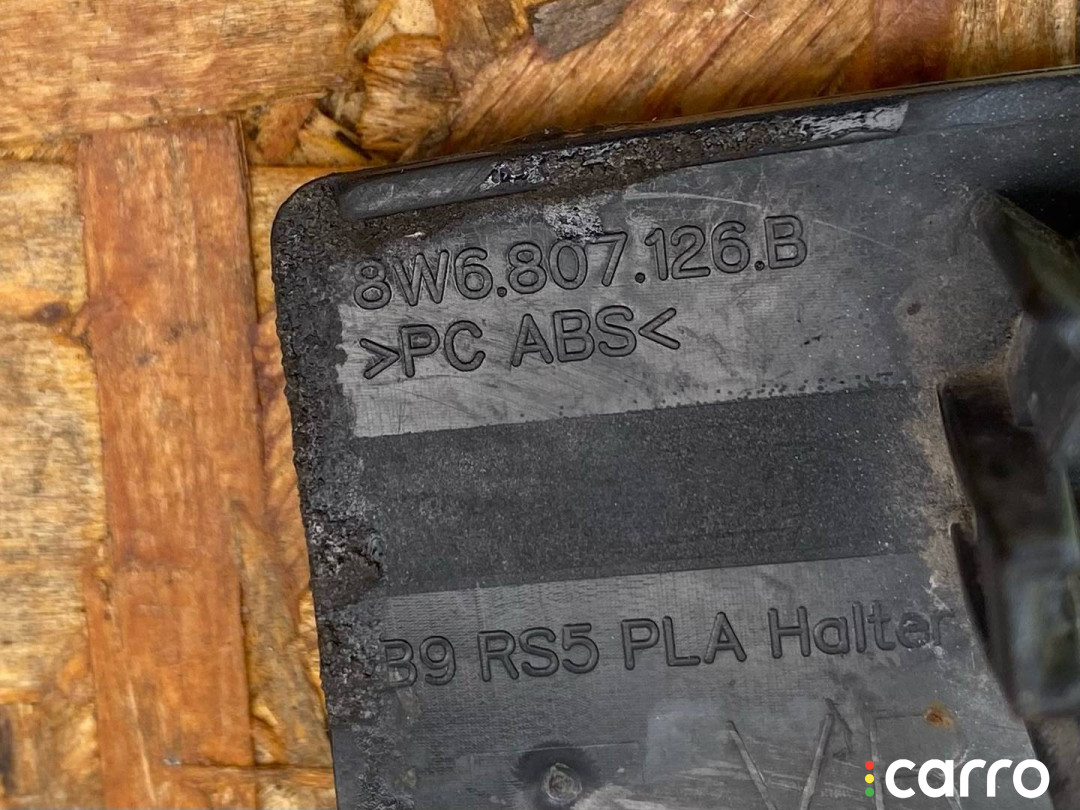 8W6.807.126.B
>PC ABS<
B9 RS5 PLA Halter
carro